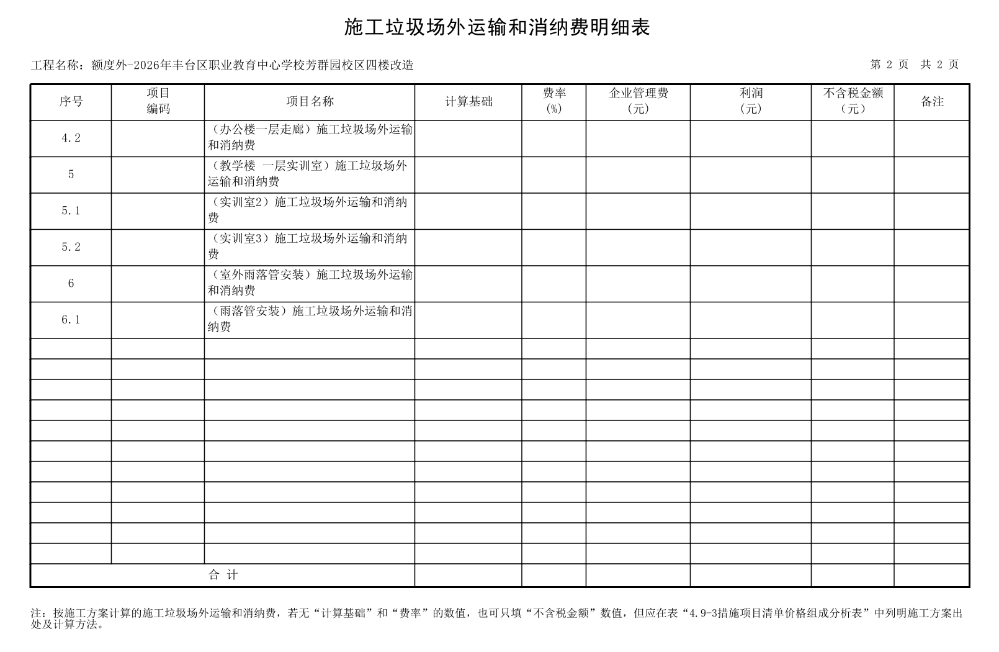 施工垃圾场外运输和消纳费明细表
工程名称：额度外-2026年丰台区职业教育中心学校芳群园校区四楼改造
第 2 页 共 2 页
序号 项目编码 项目名称 计算基础 费率(%) 企业管理费(元) 利润(元) 不含税金额（元） 备注
4.2 （办公楼一层走廊）施工垃圾场外运输
和消纳费
5 （教学楼 一层实训室）施工垃圾场外
运输和消纳费
5.1 （实训室2）施工垃圾场外运输和消纳
费
5.2 （实训室3）施工垃圾场外运输和消纳
费
6 （室外雨落管安装）施工垃圾场外运输
和消纳费
6.1 （雨落管安装）施工垃圾场外运输和消
纳费
合 计
注：按施工方案计算的施工垃圾场外运输和消纳费，若无“计算基础”和“费率”的数值，也可只填“不含税金额”数值，但应在表“4.9-3措施项目清单价格组成分析表”中列明施工方案出
处及计算方法。